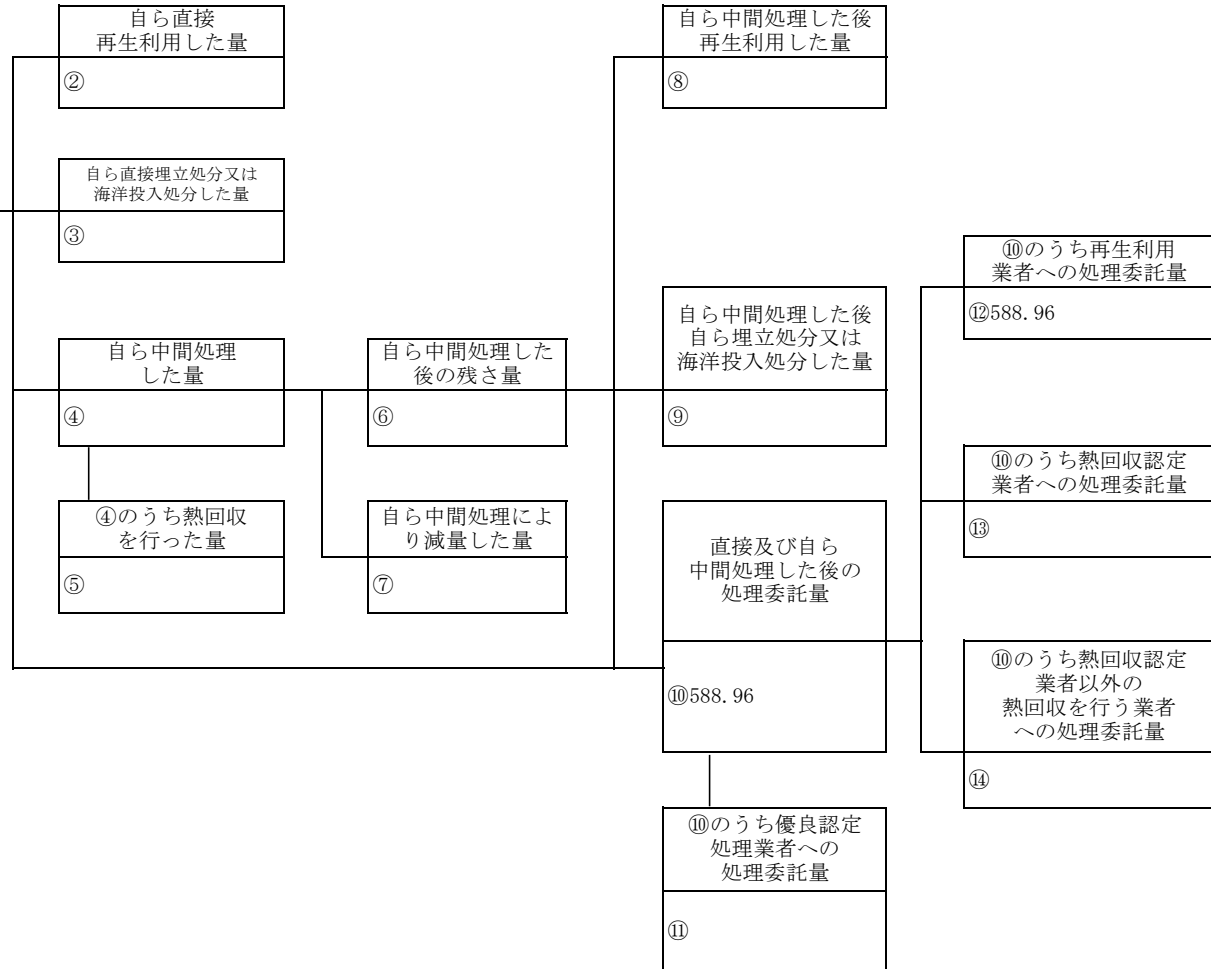 自ら直接
再生利用した量
②
自ら直接埋立処分又は
海洋投入処分した量
③
自ら中間処理
した量
④
④のうち熱回収
を行った量
⑤
自ら中間処理した
後の残さ量
⑥
自ら中間処理によ
り減量した量
⑦
自ら中間処理した後
再生利用した量
⑧
自ら中間処理した後
自ら埋立処分又は
海洋投入処分した量
⑨
直接及び自ら
中間処理した後の
処理委託量
⑩588.96
⑩のうち優良認定
処理業者への
処理委託量
⑪
⑩のうち再生利用
業者への処理委託量
⑫588.96
⑩のうち熱回収認定
業者への処理委託量
⑬
⑩のうち熱回収認定
業者以外の
熱回収を行う業者
への処理委託量
⑭